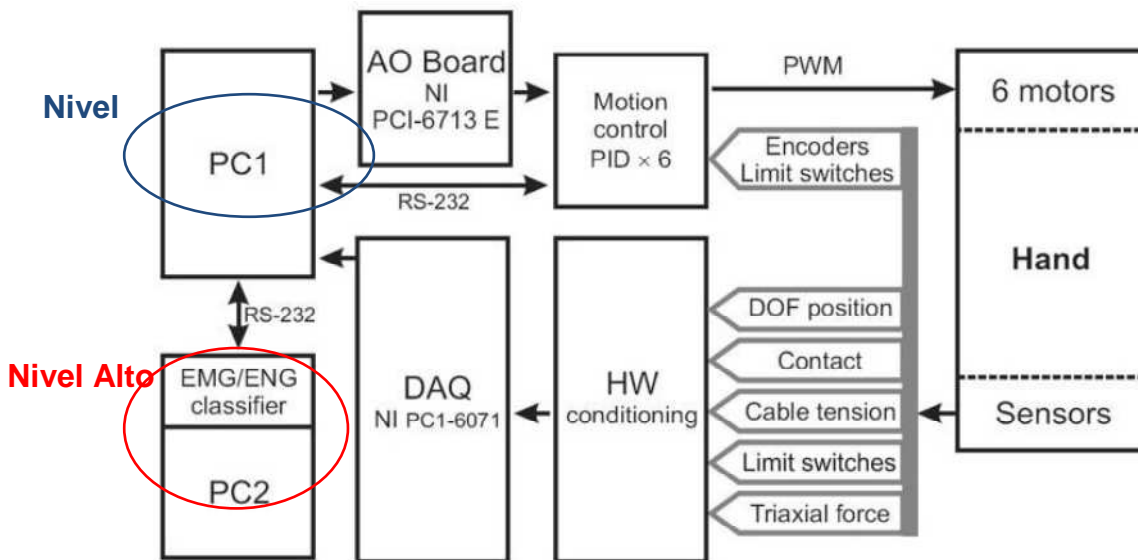 Nivel
PC1
AO Board
NI
PCI-6713 E
Motion
control
PID × 6
PWM
6 motors
Encoders
Limit switches
RS-232
Hand
RS-232
Nivel Alto
EMG/ENG
classifier
PC2
DAQ
NI PC1-6071
HW
conditioning
DOF position
Contact
Cable tension
Limit switches
Triaxial force
Sensors